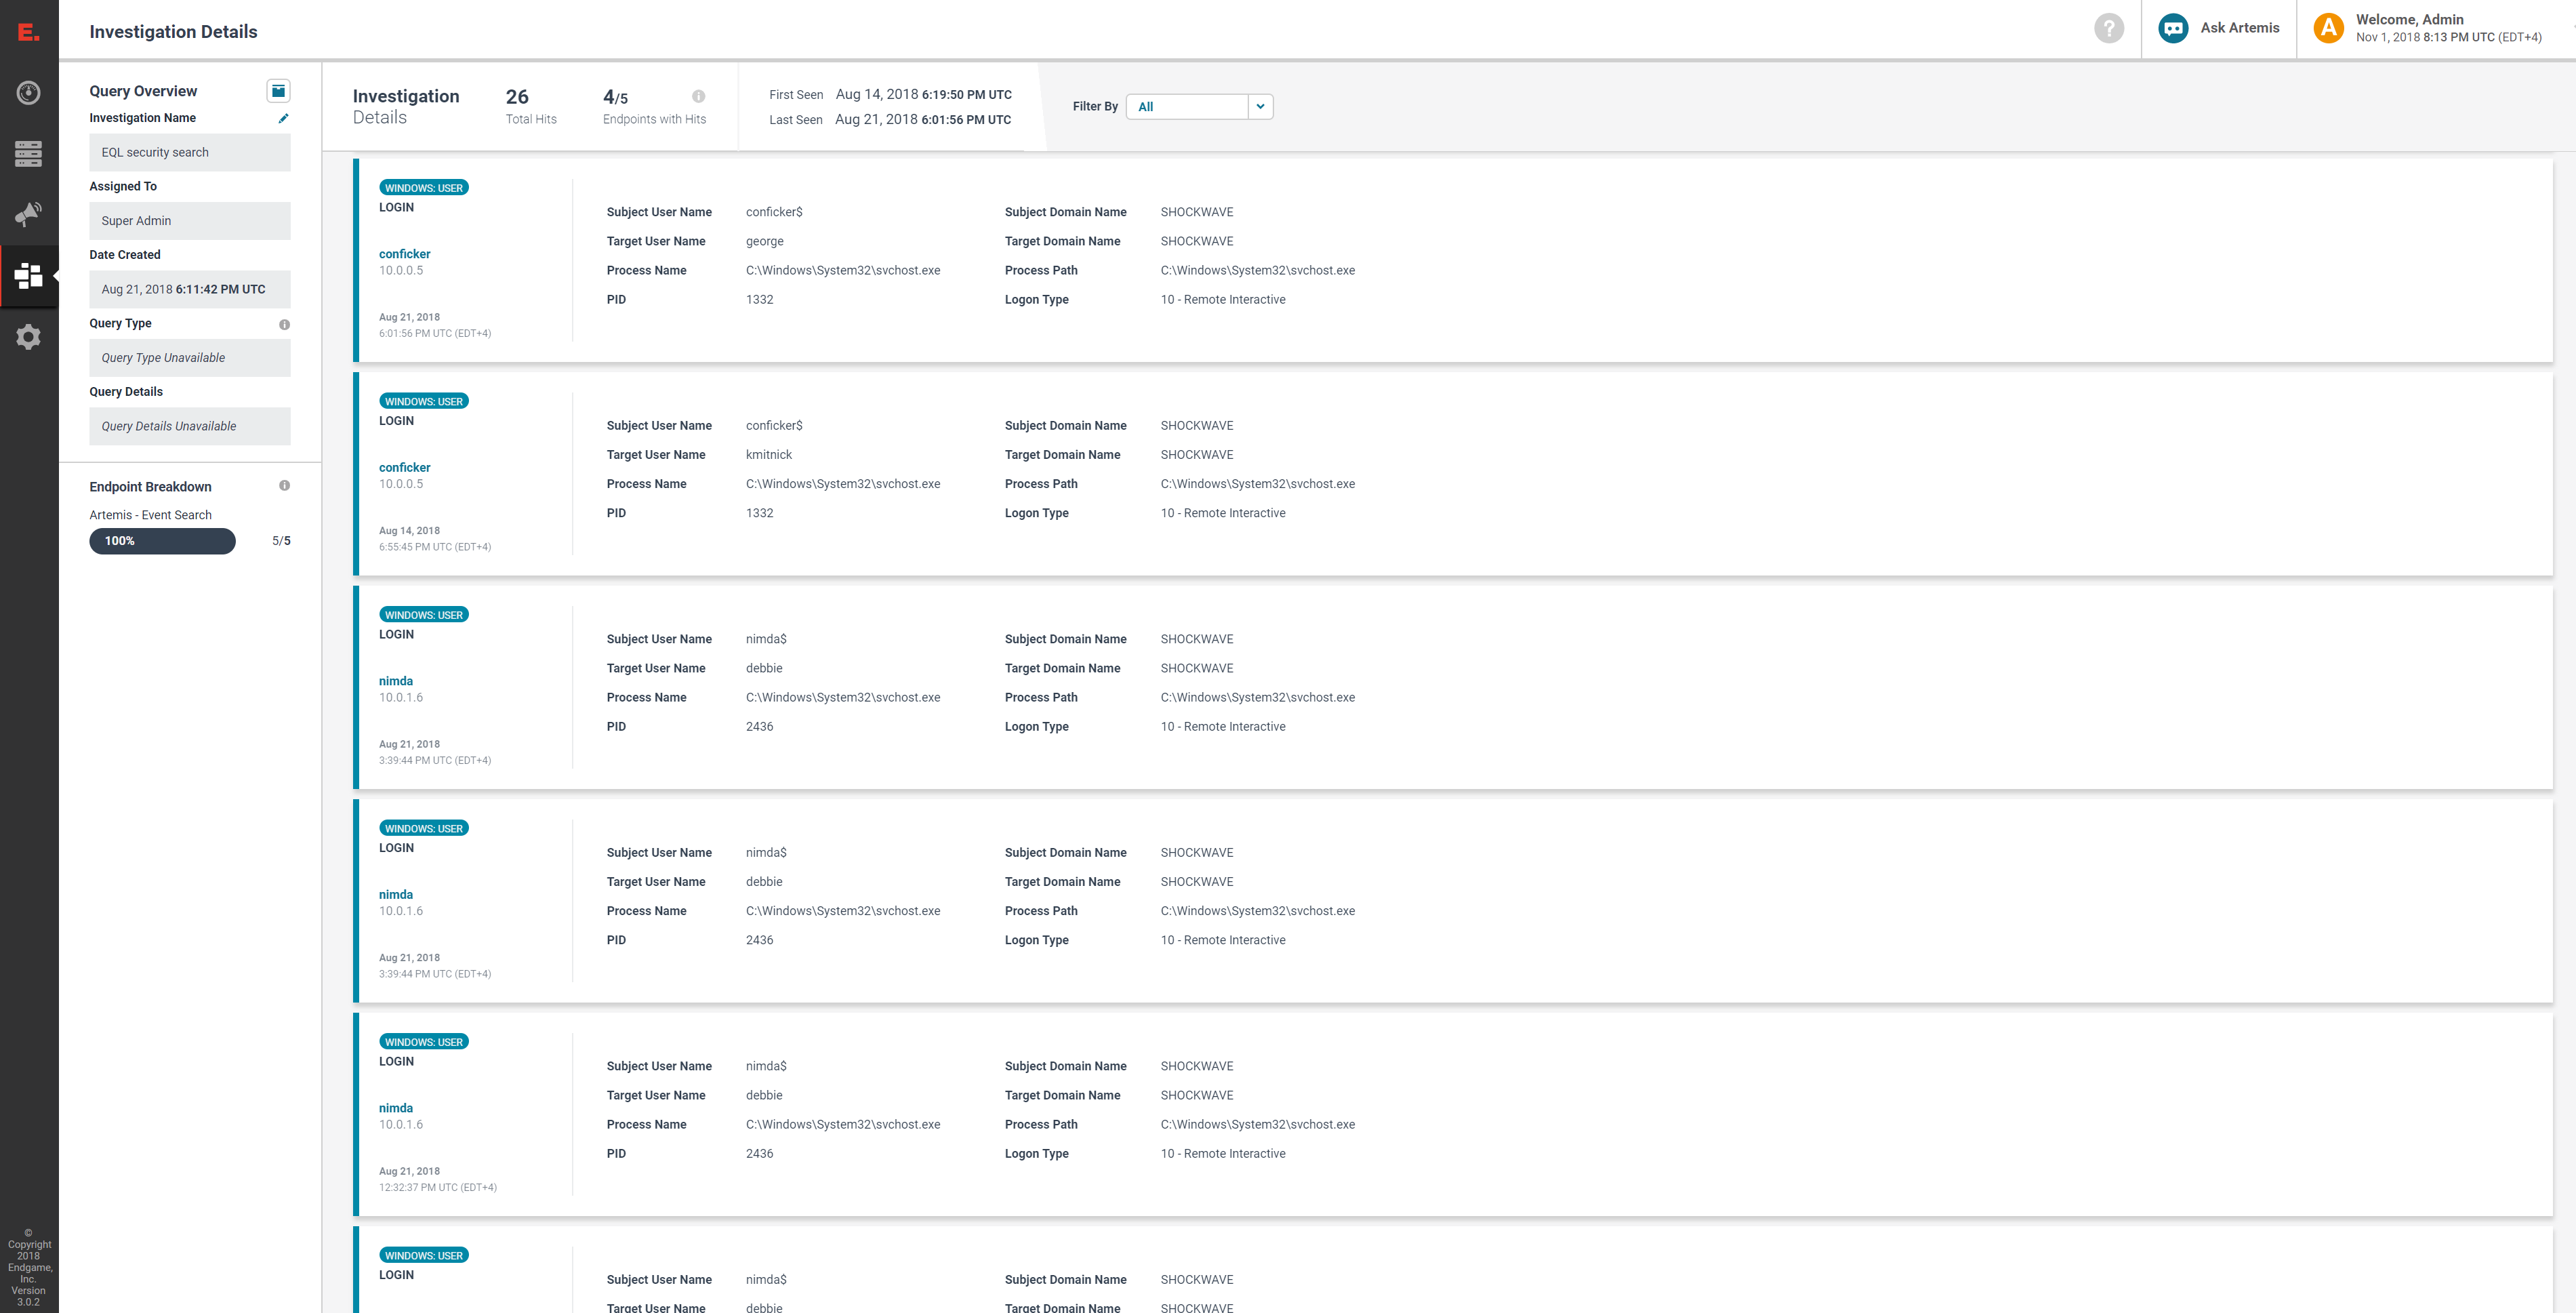 E.
Investigation Details
?
Ask Artemis
A
Welcome, Admin
Nov 1, 2018 8:13 PM UTC (EDT+4)
Query Overview
Investigation Name
EQL security search
Assigned To
Super Admin
Date Created
Aug 21, 2018 6:11:42 PM UTC
Query Type
Query Type Unavailable
Query Details
Query Details Unavailable
Endpoint Breakdown
Artemis - Event Search
100% 5/5
© Copyright 2018 Endgame, Inc. Version 3.0.2
Investigation Details
26 Total Hits
4/5 Endpoints with Hits
First Seen Aug 14, 2018 6:19:50 PM UTC
Last Seen Aug 21, 2018 6:01:56 PM UTC
Filter By All
WINDOWS: USER
LOGIN
conficker
10.0.0.5
Aug 21, 2018
6:01:56 PM UTC (EDT+4)
Subject User Name conficker$ Subject Domain Name SHOCKWAVE
Target User Name george Target Domain Name SHOCKWAVE
Process Name C:\Windows\System32\svchost.exe Process Path C:\Windows\System32\svchost.exe
PID 1332 Logon Type 10 - Remote Interactive
WINDOWS: USER
LOGIN
conficker
10.0.0.5
Aug 14, 2018
6:55:45 PM UTC (EDT+4)
Subject User Name conficker$ Subject Domain Name SHOCKWAVE
Target User Name kmitnick Target Domain Name SHOCKWAVE
Process Name C:\Windows\System32\svchost.exe Process Path C:\Windows\System32\svchost.exe
PID 1332 Logon Type 10 - Remote Interactive
WINDOWS: USER
LOGIN
nimda
10.0.1.6
Aug 21, 2018
3:39:44 PM UTC (EDT+4)
Subject User Name nimda$ Subject Domain Name SHOCKWAVE
Target User Name debbie Target Domain Name SHOCKWAVE
Process Name C:\Windows\System32\svchost.exe Process Path C:\Windows\System32\svchost.exe
PID 2436 Logon Type 10 - Remote Interactive
WINDOWS: USER
LOGIN
nimda
10.0.1.6
Aug 21, 2018
3:39:44 PM UTC (EDT+4)
Subject User Name nimda$ Subject Domain Name SHOCKWAVE
Target User Name debbie Target Domain Name SHOCKWAVE
Process Name C:\Windows\System32\svchost.exe Process Path C:\Windows\System32\svchost.exe
PID 2436 Logon Type 10 - Remote Interactive
WINDOWS: USER
LOGIN
nimda
10.0.1.6
Aug 21, 2018
12:32:37 PM UTC (EDT+4)
Subject User Name nimda$ Subject Domain Name SHOCKWAVE
Target User Name debbie Target Domain Name SHOCKWAVE
Process Name C:\Windows\System32\svchost.exe Process Path C:\Windows\System32\svchost.exe
PID 2436 Logon Type 10 - Remote Interactive
WINDOWS: USER
LOGIN
Subject User Name nimda$ Subject Domain Name SHOCKWAVE
Target User Name debbie Target Domain Name SHOCKWAVE